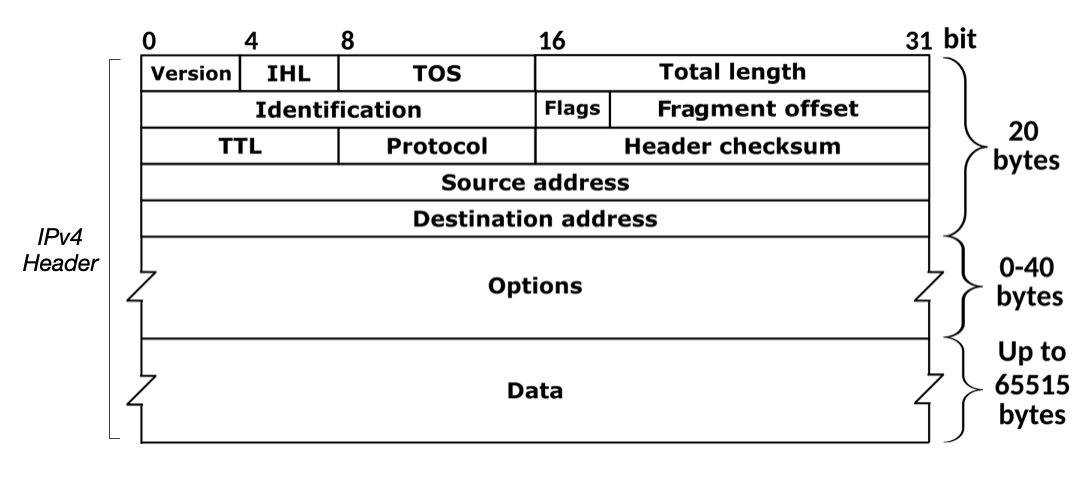 0 4 8 16 31 bit
Version IHL TOS Total length
Identification Flags Fragment offset
TTL Protocol Header checksum
Source address
Destination address
20
bytes
IPv4
Header
Options
0-40
bytes
Data
Up to
65515
bytes